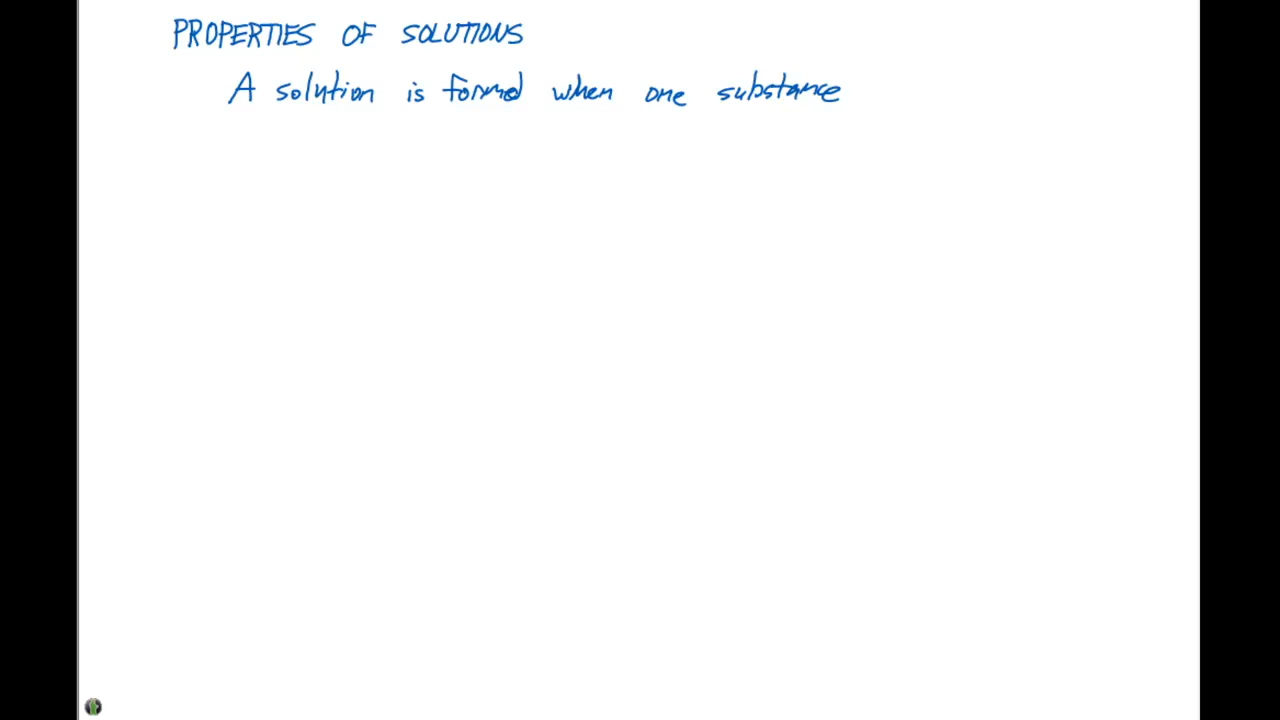 PROPERTIES OF SOLUTIONS
A solution is formed when one substance